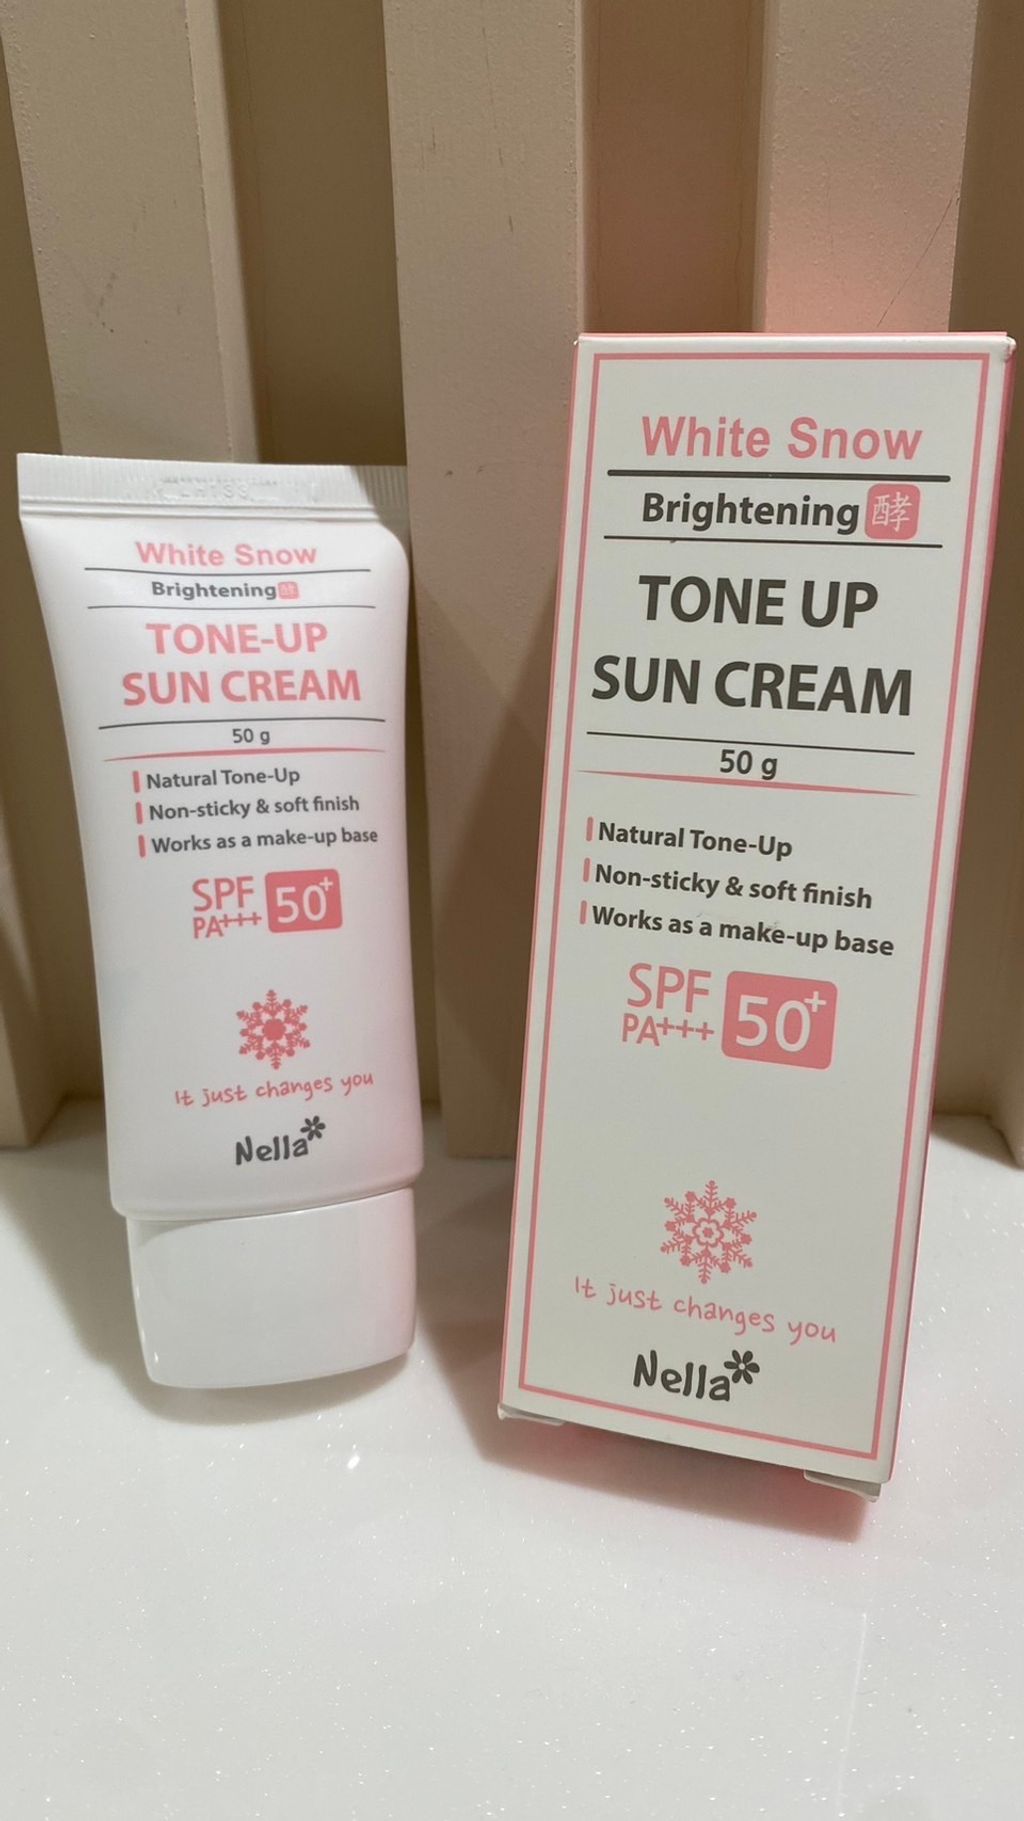 White Snow
Brightening 酵
TONE-UP
SUN CREAM
50 g
Natural Tone-Up
Non-sticky & soft finish
Works as a make-up base
SPF 50+
PA+++
It just changes you
Nella
White Snow
Brightening 酵
TONE UP
SUN CREAM
50 g
Natural Tone-Up
Non-sticky & soft finish
Works as a make-up base
SPF 50+
PA+++
It just changes you
Nella